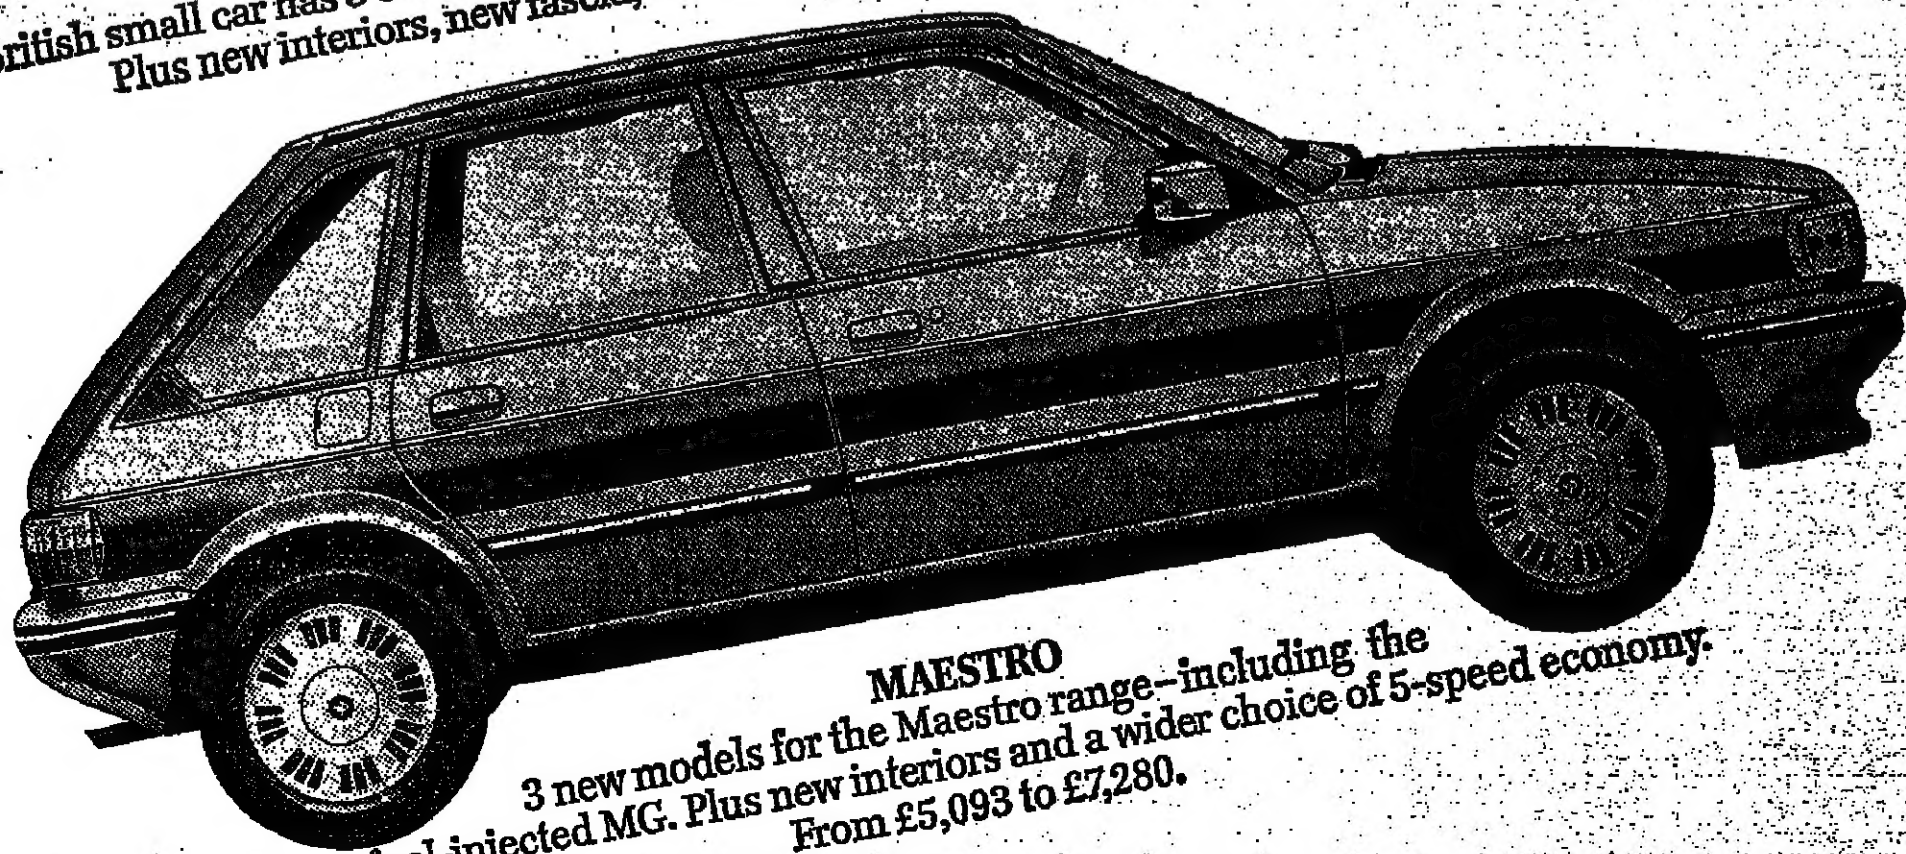 British small car has
Plus new interiors, new fascia,
MAESTRO
3 new models for the Maestro range–including the
injected MG. Plus new interiors and a wider choice of 5-speed economy.
From £5,093 to £7,280.